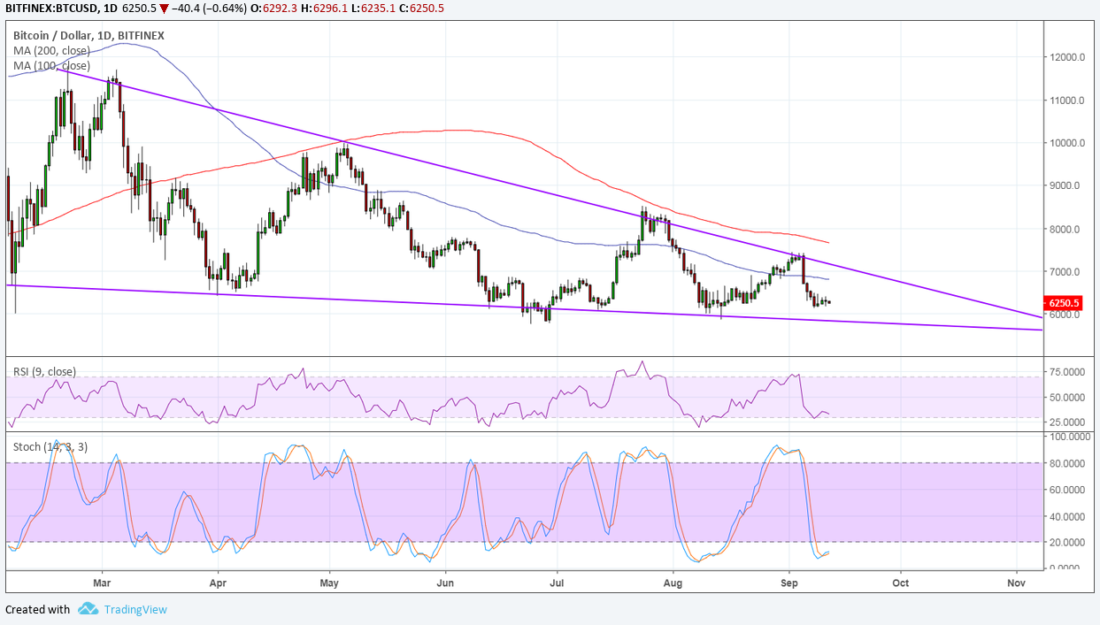 BITFINEX:BTCUSD, 1D 6250.5 ▼ −40.4 (−0.64%) O:6292.3 H:6296.1 L:6235.1 C:6250.5
Bitcoin / Dollar, 1D, BITFINEX
MA (200, close)
MA (100, close)
12000.0
11000.0
10000.0
9000.0
8000.0
7000.0
6250.5
6000.0
RSI (9, close)
75.0000
50.0000
25.0000
Stoch (14, 3, 3)
100.0000
80.0000
60.0000
40.0000
20.0000
0.0000
Mar Apr May Jun Jul Aug Sep Oct Nov
Created with TradingView